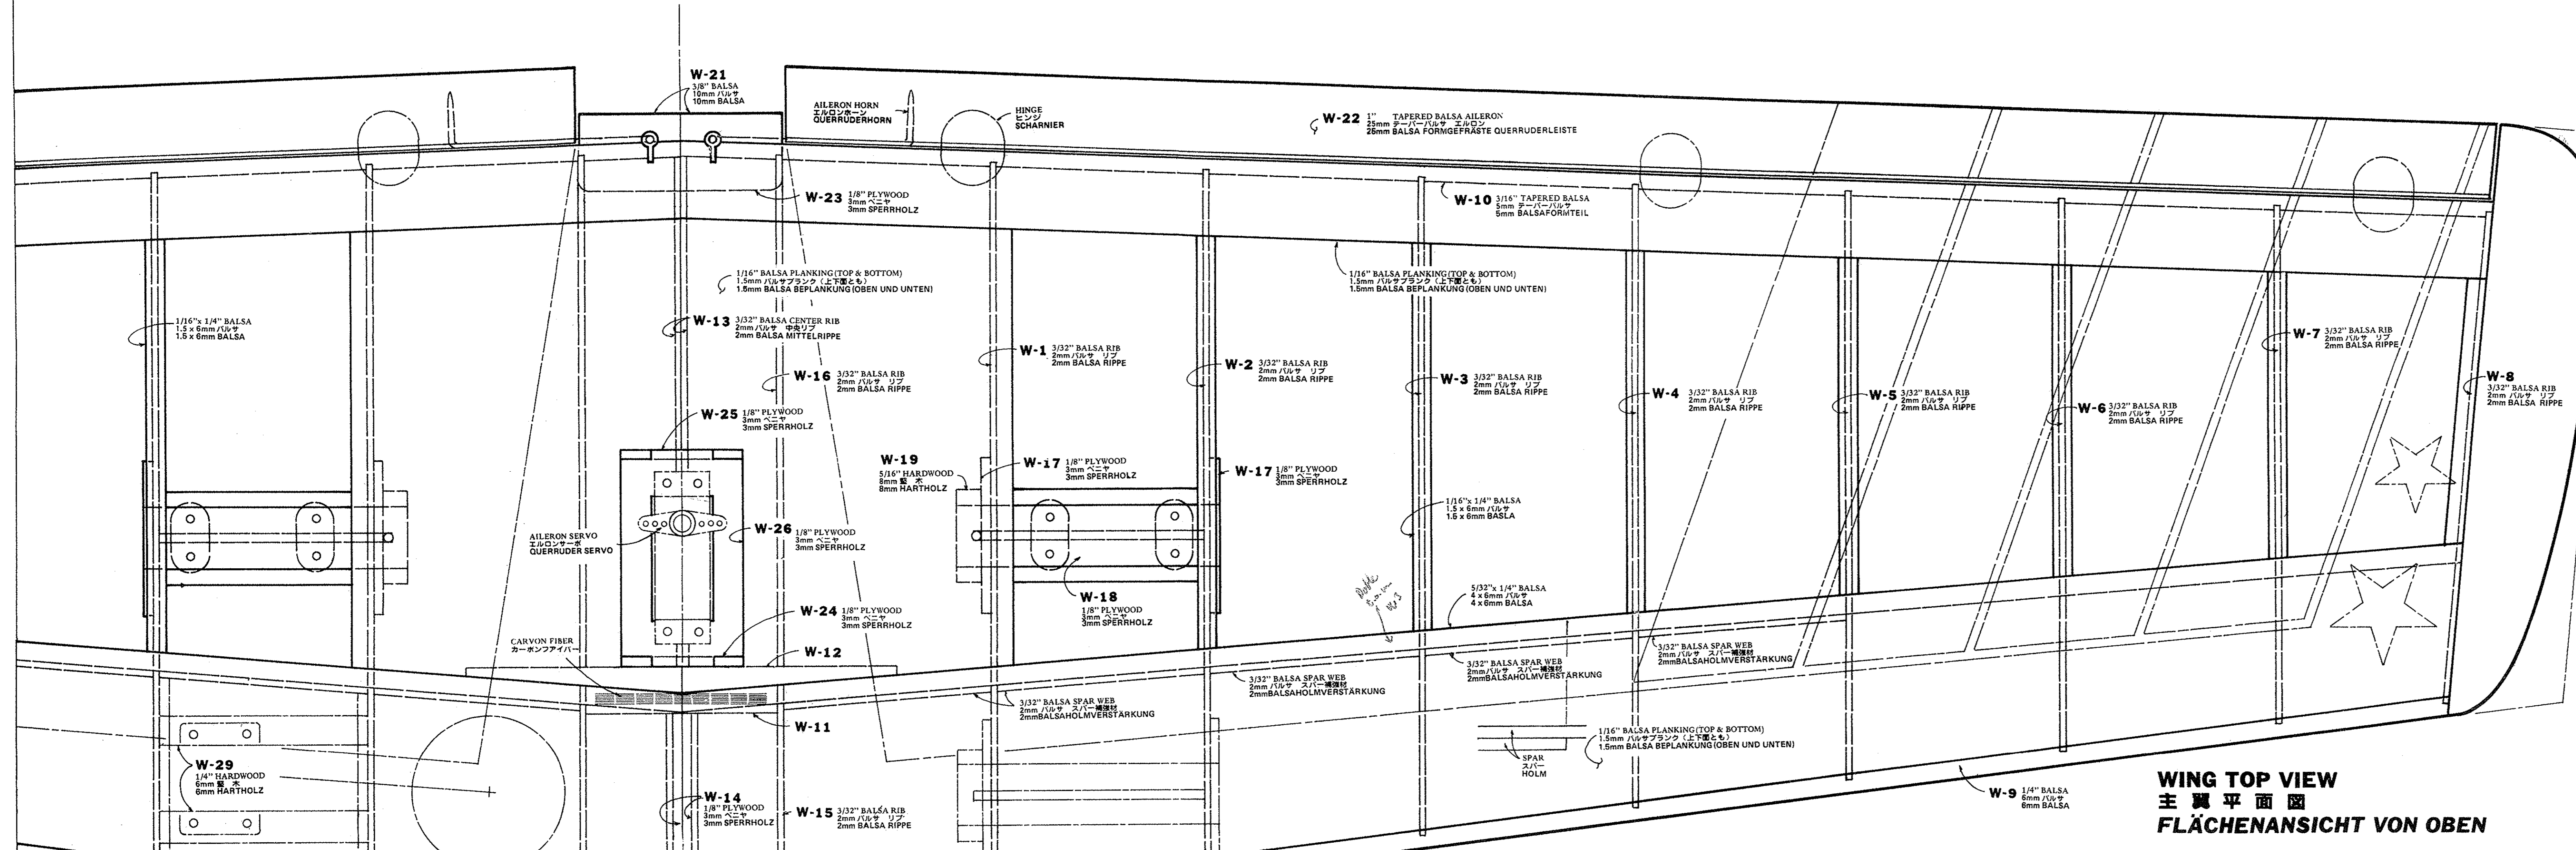 W-21
3/8" BALSA
10mm バルサ
10mm BALSA
AILERON HORN
エルロンホーン
QUERRUDERHORN
HINGE
ヒンジ
SCHARNIER
W-22 1" TAPERED BALSA AILERON
25mm テーパーバルサ エルロン
25mm BALSA FORMGEFRÄSTE QUERRUDERLEISTE
W-23 1/8" PLYWOOD
3mm ベニヤ
3mm SPERRHOLZ
W-10 3/16" TAPERED BALSA
5mm テーパーバルサ
5mm BALSAFORMTEIL
1/16" BALSA PLANKING (TOP & BOTTOM)
1.5mm バルサプランク (上下面とも)
1.5mm BALSA BEPLANKUNG (OBEN UND UNTEN)
1/16" BALSA PLANKING (TOP & BOTTOM)
1.5mm バルサプランク (上下面とも)
1.5mm BALSA BEPLANKUNG (OBEN UND UNTEN)
1/16"x 1/4" BALSA
1.5 x 6mm バルサ
1.5 x 6mm BALSA
W-13 3/32" BALSA CENTER RIB
2mm バルサ 中央リブ
2mm BALSA MITTELRIPPE
W-1 3/32" BALSA RIB
2mm バルサ リブ
2mm BALSA RIPPE
W-2 3/32" BALSA RIB
2mm バルサ リブ
2mm BALSA RIPPE
W-3 3/32" BALSA RIB
2mm バルサ リブ
2mm BALSA RIPPE
W-4 3/32" BALSA RIB
2mm バルサ リブ
2mm BALSA RIPPE
W-5 3/32" BALSA RIB
2mm バルサ リブ
2mm BALSA RIPPE
W-6 3/32" BALSA RIB
2mm バルサ リブ
2mm BALSA RIPPE
W-7 3/32" BALSA RIB
2mm バルサ リブ
2mm BALSA RIPPE
W-8
3/32" BALSA RIB
2mm バルサ リブ
2mm BALSA RIPPE
W-16 3/32" BALSA RIB
2mm バルサ リブ
2mm BALSA RIPPE
W-25 1/8" PLYWOOD
3mm ベニヤ
3mm SPERRHOLZ
W-19
5/16" HARDWOOD
8mm 堅 木
8mm HARTHOLZ
W-17 1/8" PLYWOOD
3mm ベニヤ
3mm SPERRHOLZ
W-17 1/8" PLYWOOD
3mm ベニヤ
3mm SPERRHOLZ
1/16"x 1/4" BALSA
1.5 x 6mm バルサ
1.5 x 6mm BASLA
AILERON SERVO
エルロンサーボ
QUERRUDER SERVO
W-26 1/8" PLYWOOD
3mm ベニヤ
3mm SPERRHOLZ
W-18
1/8" PLYWOOD
3mm ベニヤ
3mm SPERRHOLZ
5/32"x 1/4" BALSA
4 x 6mm バルサ
4 x 6mm BALSA
W-24 1/8" PLYWOOD
3mm ベニヤ
3mm SPERRHOLZ
CARVON FIBER
カーボンファイバー
W-12
3/32" BALSA SPAR WEB
2mm バルサ スパー補強材
2mmBALSAHOLMVERSTÄRKUNG
3/32" BALSA SPAR WEB
2mm バルサ スパー補強材
2mmBALSAHOLMVERSTÄRKUNG
3/32" BALSA SPAR WEB
2mm バルサ スパー補強材
2mmBALSAHOLMVERSTÄRKUNG
3/32" BALSA SPAR WEB
2mm バルサ スパー補強材
2mmBALSAHOLMVERSTÄRKUNG
W-11
SPAR
スパー
HOLM
1/16" BALSA PLANKING (TOP & BOTTOM)
1.5mm バルサプランク (上下面とも)
1.5mm BALSA BEPLANKUNG (OBEN UND UNTEN)
W-29
1/4" HARDWOOD
6mm 堅 木
6mm HARTHOLZ
W-14
1/8" PLYWOOD
3mm ベニヤ
3mm SPERRHOLZ
W-15 3/32" BALSA RIB
2mm バルサ リブ
2mm BALSA RIPPE
W-9 1/4" BALSA
6mm バルサ
6mm BALSA
WING TOP VIEW
主翼平面図
FLÄCHENANSICHT VON OBEN